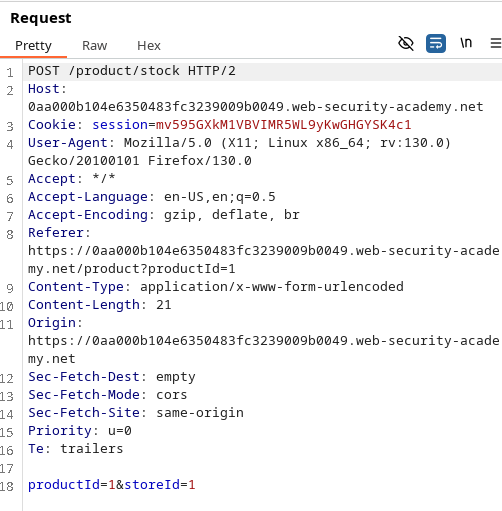 Request
Pretty Raw Hex \n
1 POST /product/stock HTTP/2
2 Host:
0aa000b104e6350483fc3239009b0049.web-security-academy.net
3 Cookie: session=mv595GXkM1VBVIMR5WL9yKwGHGYSK4c1
4 User-Agent: Mozilla/5.0 (X11; Linux x86_64; rv:130.0)
Gecko/20100101 Firefox/130.0
5 Accept: */*
6 Accept-Language: en-US,en;q=0.5
7 Accept-Encoding: gzip, deflate, br
8 Referer:
https://0aa000b104e6350483fc3239009b0049.web-security-acade
my.net/product?productId=1
9 Content-Type: application/x-www-form-urlencoded
10 Content-Length: 21
11 Origin:
https://0aa000b104e6350483fc3239009b0049.web-security-acade
my.net
12 Sec-Fetch-Dest: empty
13 Sec-Fetch-Mode: cors
14 Sec-Fetch-Site: same-origin
15 Priority: u=0
16 Te: trailers
17
18 productId=1&storeId=1